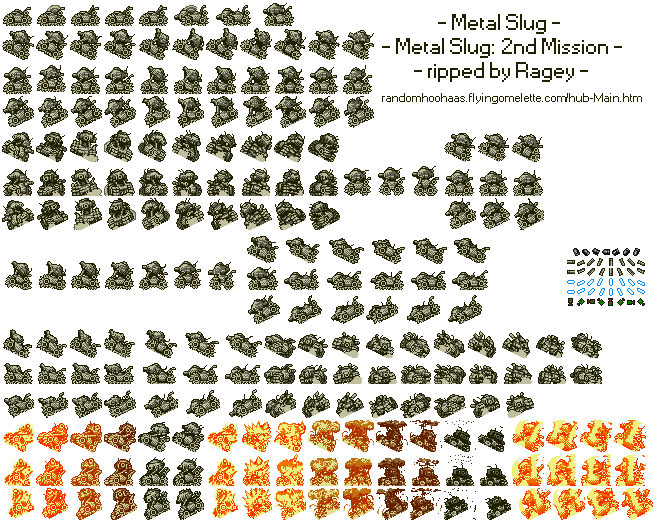 - Metal Slug -
- Metal Slug: 2nd Mission -
- ripped by Ragey -
randomhoohaas.flyingomelette.com/hub-Main.htm